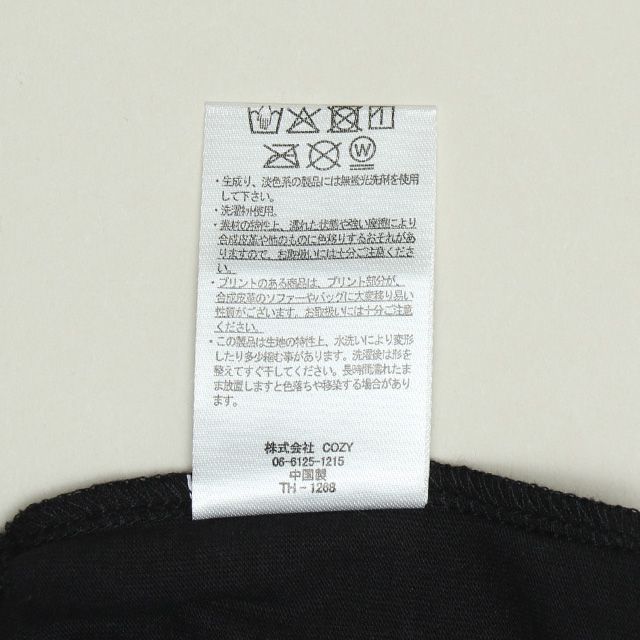 W
・生成り、淡色系の製品には無蛍光洗剤を使用
して下さい。
・洗濯ネット使用。
・素材の特性上、濡れた状態や強い摩擦により
合成皮革や他のものに色移りするおそれがあ
りますので、お取扱いには十分ご注意くださ
い。
・プリントのある商品は、プリント部分が、
合成皮革のソファーやバックに大変移り易い
性質がございます。お取扱いには十分ご注意
ください。
・この製品は生地の特性上、水洗いにより変形
したり多少縮む事があります。洗濯後は形を
整えてすぐ干してください。長時間濡れたま
まま放置しますと色落ちや移染する場合があり
ます。
株式会社 COZY
06-6125-1215
中国製
TH-1268